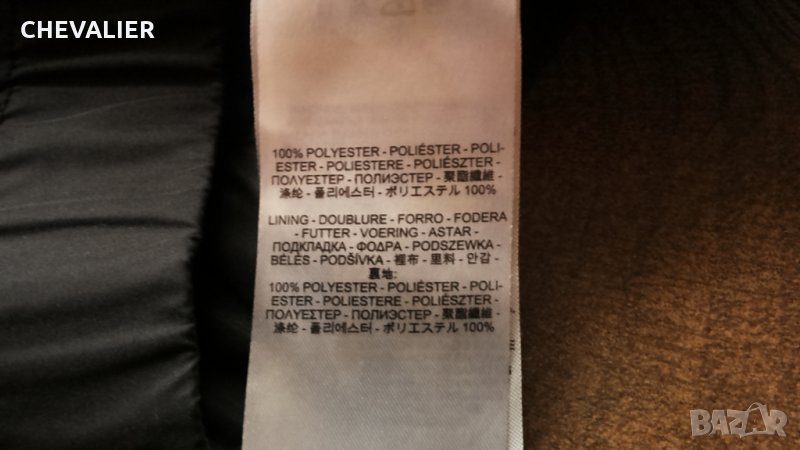 CHEVALIER
100% POLYESTER - POLIÉSTER - POLI-
ESTER - POLIESTERE - POLIÉSZTER -
ΠΟΛΥΕΣΤΕΡ - ПОЛИЭСТЕР - 聚酯纖維 -
涤纶 - 폴리에스터 - ポリエステル 100%
LINING - DOUBLURE - FORRO - FODERA
- FUTTER - VOERING - ASTAR -
ПОДКЛАДКА - ΦΟΔΡΑ - PODSZEWKA -
BÉLÉS - PODŠÍVKA - 裡布 - 里料 - 안감 -
裏地:
100% POLYESTER - POLIÉSTER - POLI-
ESTER - POLIESTERE - POLIÉSZTER -
ΠΟΛΥΕΣΤΕΡ - ПОЛИЭСТЕР - 聚酯纖維 -
涤纶 - 폴리에스터 - ポリエステル 100%
BAZAR